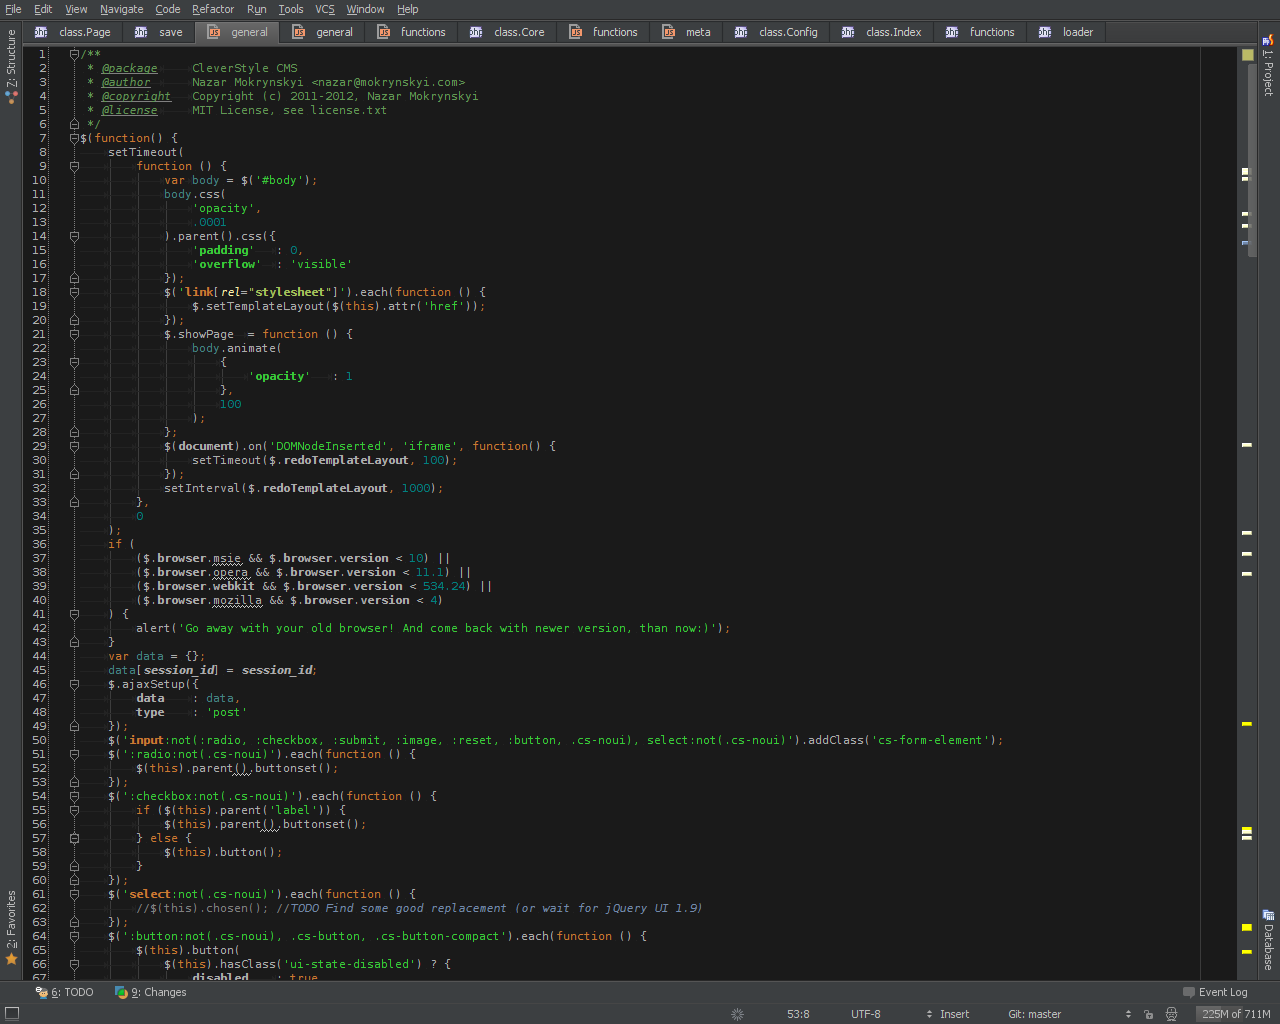 File Edit View Navigate Code Refactor Run Tools VCS Window Help
class.Page save general general functions class.Core functions meta class.Config class.Index functions loader
Z: Structure
1: Project
1 /**
2 * @package CleverStyle CMS
3 * @author Nazar Mokrynskyi <nazar@mokrynskyi.com>
4 * @copyright Copyright (c) 2011-2012, Nazar Mokrynskyi
5 * @license MIT License, see license.txt
6 */
7 $(function() {
8 setTimeout(
9 function () {
10 var body = $('#body');
11 body.css(
12 'opacity',
13 .0001
14 ).parent().css({
15 'padding' : 0,
16 'overflow' : 'visible'
17 });
18 $('link[rel="stylesheet"]').each(function () {
19 $.setTemplateLayout($(this).attr('href'));
20 });
21 $.showPage = function () {
22 body.animate(
23 {
24 'opacity' : 1
25 },
26 100
27 );
28 };
29 $(document).on('DOMNodeInserted', 'iframe', function() {
30 setTimeout($.redoTemplateLayout, 100);
31 });
32 setInterval($.redoTemplateLayout, 1000);
33 },
34 0
35 );
36 if (
37 ($.browser.msie && $.browser.version < 10) ||
38 ($.browser.opera && $.browser.version < 11.1) ||
39 ($.browser.webkit && $.browser.version < 534.24) ||
40 ($.browser.mozilla && $.browser.version < 4)
41 ) {
42 alert('Go away with your old browser! And come back with newer version, than now:)');
43 }
44 var data = {};
45 data[session_id] = session_id;
46 $.ajaxSetup({
47 data : data,
48 type : 'post'
49 });
50 $('input:not(:radio, :checkbox, :submit, :image, :reset, :button, .cs-noui), select:not(.cs-noui)').addClass('cs-form-element');
51 $(':radio:not(.cs-noui)').each(function () {
52 $(this).parent().buttonset();
53 });
54 $(':checkbox:not(.cs-noui)').each(function () {
55 if ($(this).parent('label')) {
56 $(this).parent().buttonset();
57 } else {
58 $(this).button();
59 }
60 });
61 $('select:not(.cs-noui)').each(function () {
62 //$(this).chosen(); //TODO Find some good replacement (or wait for jQuery UI 1.9)
63 });
64 $(':button:not(.cs-noui), .cs-button, .cs-button-compact').each(function () {
65 $(this).button(
66 $(this).hasClass('ui-state-disabled') ? {
67 disabled : true
2: Favorites
Database
6: TODO 9: Changes Event Log
53:8 UTF-8 Insert Git: master 225M of 711M